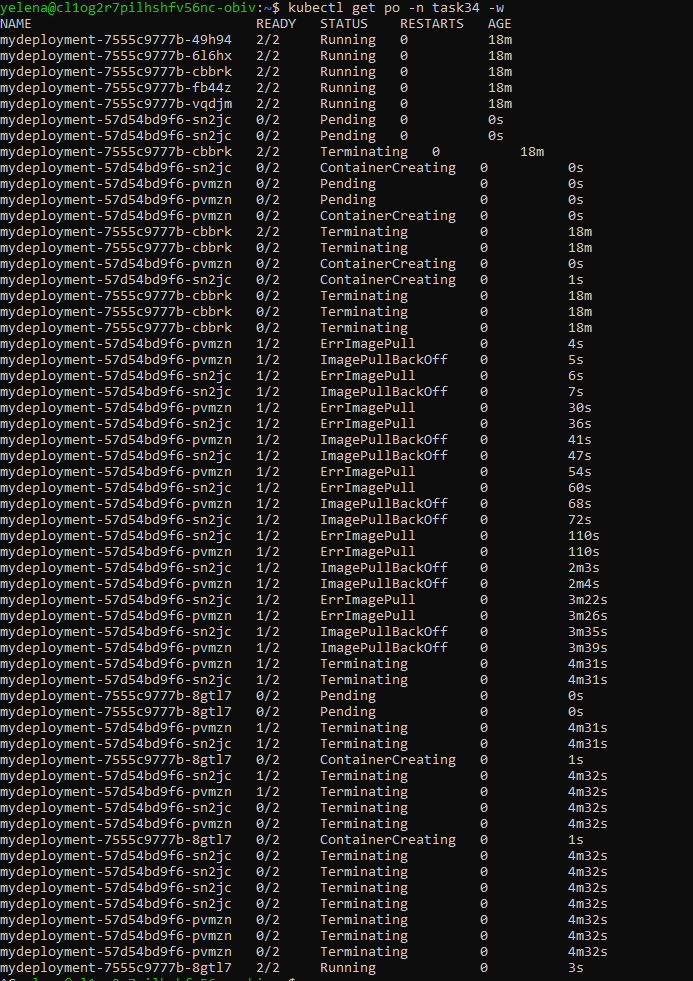 yelena@cl1og2r7pilhshfv56nc-obiv:~$ kubectl get po -n task34 -w
NAME READY STATUS RESTARTS AGE
mydeployment-7555c9777b-49h94 2/2 Running 0 18m
mydeployment-7555c9777b-6l6hx 2/2 Running 0 18m
mydeployment-7555c9777b-cbbrk 2/2 Running 0 18m
mydeployment-7555c9777b-fb44z 2/2 Running 0 18m
mydeployment-7555c9777b-vqdjm 2/2 Running 0 18m
mydeployment-57d54bd9f6-sn2jc 0/2 Pending 0 0s
mydeployment-57d54bd9f6-sn2jc 0/2 Pending 0 0s
mydeployment-7555c9777b-cbbrk 2/2 Terminating 0 18m
mydeployment-57d54bd9f6-sn2jc 0/2 ContainerCreating 0 0s
mydeployment-57d54bd9f6-pvmzn 0/2 Pending 0 0s
mydeployment-57d54bd9f6-pvmzn 0/2 Pending 0 0s
mydeployment-57d54bd9f6-pvmzn 0/2 ContainerCreating 0 0s
mydeployment-7555c9777b-cbbrk 2/2 Terminating 0 18m
mydeployment-7555c9777b-cbbrk 0/2 Terminating 0 18m
mydeployment-57d54bd9f6-pvmzn 0/2 ContainerCreating 0 0s
mydeployment-57d54bd9f6-sn2jc 0/2 ContainerCreating 0 1s
mydeployment-7555c9777b-cbbrk 0/2 Terminating 0 18m
mydeployment-7555c9777b-cbbrk 0/2 Terminating 0 18m
mydeployment-7555c9777b-cbbrk 0/2 Terminating 0 18m
mydeployment-57d54bd9f6-pvmzn 1/2 ErrImagePull 0 4s
mydeployment-57d54bd9f6-pvmzn 1/2 ImagePullBackOff 0 5s
mydeployment-57d54bd9f6-sn2jc 1/2 ErrImagePull 0 6s
mydeployment-57d54bd9f6-sn2jc 1/2 ImagePullBackOff 0 7s
mydeployment-57d54bd9f6-pvmzn 1/2 ErrImagePull 0 30s
mydeployment-57d54bd9f6-sn2jc 1/2 ErrImagePull 0 36s
mydeployment-57d54bd9f6-pvmzn 1/2 ImagePullBackOff 0 41s
mydeployment-57d54bd9f6-sn2jc 1/2 ImagePullBackOff 0 47s
mydeployment-57d54bd9f6-pvmzn 1/2 ErrImagePull 0 54s
mydeployment-57d54bd9f6-sn2jc 1/2 ErrImagePull 0 60s
mydeployment-57d54bd9f6-pvmzn 1/2 ImagePullBackOff 0 68s
mydeployment-57d54bd9f6-sn2jc 1/2 ImagePullBackOff 0 72s
mydeployment-57d54bd9f6-sn2jc 1/2 ErrImagePull 0 110s
mydeployment-57d54bd9f6-pvmzn 1/2 ErrImagePull 0 110s
mydeployment-57d54bd9f6-sn2jc 1/2 ImagePullBackOff 0 2m3s
mydeployment-57d54bd9f6-pvmzn 1/2 ImagePullBackOff 0 2m4s
mydeployment-57d54bd9f6-sn2jc 1/2 ErrImagePull 0 3m22s
mydeployment-57d54bd9f6-pvmzn 1/2 ErrImagePull 0 3m26s
mydeployment-57d54bd9f6-sn2jc 1/2 ImagePullBackOff 0 3m35s
mydeployment-57d54bd9f6-pvmzn 1/2 ImagePullBackOff 0 3m39s
mydeployment-57d54bd9f6-pvmzn 1/2 Terminating 0 4m31s
mydeployment-57d54bd9f6-sn2jc 1/2 Terminating 0 4m31s
mydeployment-7555c9777b-8gtl7 0/2 Pending 0 0s
mydeployment-7555c9777b-8gtl7 0/2 Pending 0 0s
mydeployment-57d54bd9f6-pvmzn 1/2 Terminating 0 4m31s
mydeployment-57d54bd9f6-sn2jc 1/2 Terminating 0 4m31s
mydeployment-7555c9777b-8gtl7 0/2 ContainerCreating 0 1s
mydeployment-57d54bd9f6-sn2jc 1/2 Terminating 0 4m32s
mydeployment-57d54bd9f6-pvmzn 1/2 Terminating 0 4m32s
mydeployment-57d54bd9f6-sn2jc 0/2 Terminating 0 4m32s
mydeployment-57d54bd9f6-pvmzn 0/2 Terminating 0 4m32s
mydeployment-7555c9777b-8gtl7 0/2 ContainerCreating 0 1s
mydeployment-57d54bd9f6-sn2jc 0/2 Terminating 0 4m32s
mydeployment-57d54bd9f6-sn2jc 0/2 Terminating 0 4m32s
mydeployment-57d54bd9f6-sn2jc 0/2 Terminating 0 4m32s
mydeployment-57d54bd9f6-sn2jc 0/2 Terminating 0 4m32s
mydeployment-57d54bd9f6-pvmzn 0/2 Terminating 0 4m32s
mydeployment-57d54bd9f6-pvmzn 0/2 Terminating 0 4m32s
mydeployment-57d54bd9f6-pvmzn 0/2 Terminating 0 4m32s
mydeployment-7555c9777b-8gtl7 2/2 Running 0 3s